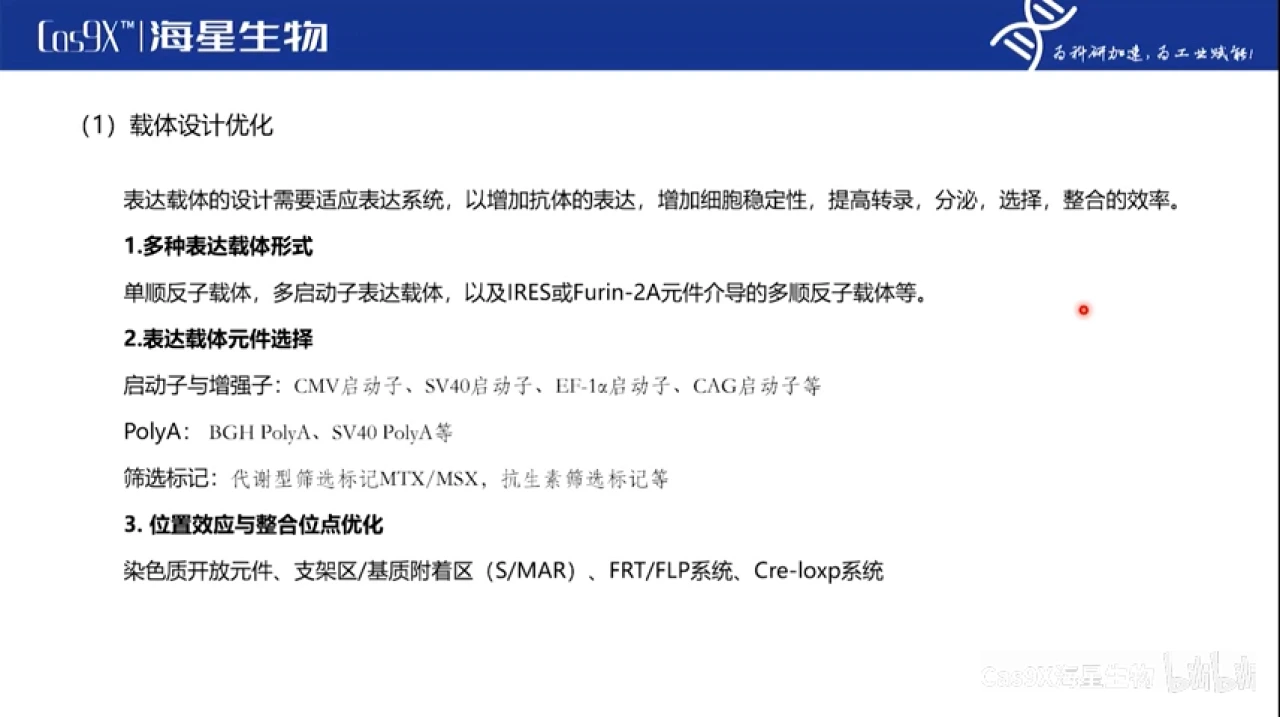 Cas9X™|海星生物
为科研加速，为工业赋能！
（1）载体设计优化
表达载体的设计需要适应表达系统，以增加抗体的表达，增加细胞稳定性，提高转录，分泌，选择，整合的效率。
1.多种表达载体形式
单顺反子载体，多启动子表达载体，以及IRES或Furin-2A元件介导的多顺反子载体等。
2.表达载体元件选择
启动子与增强子：CMV启动子、SV40启动子、EF-1α启动子、CAG启动子等
PolyA： BGH PolyA、SV40 PolyA等
筛选标记：代谢型筛选标记MTX/MSX，抗生素筛选标记等
3. 位置效应与整合位点优化
染色质开放元件、支架区/基质附着区（S/MAR）、FRT/FLP系统、Cre-loxp系统
Cas9X海星生物 bilibili